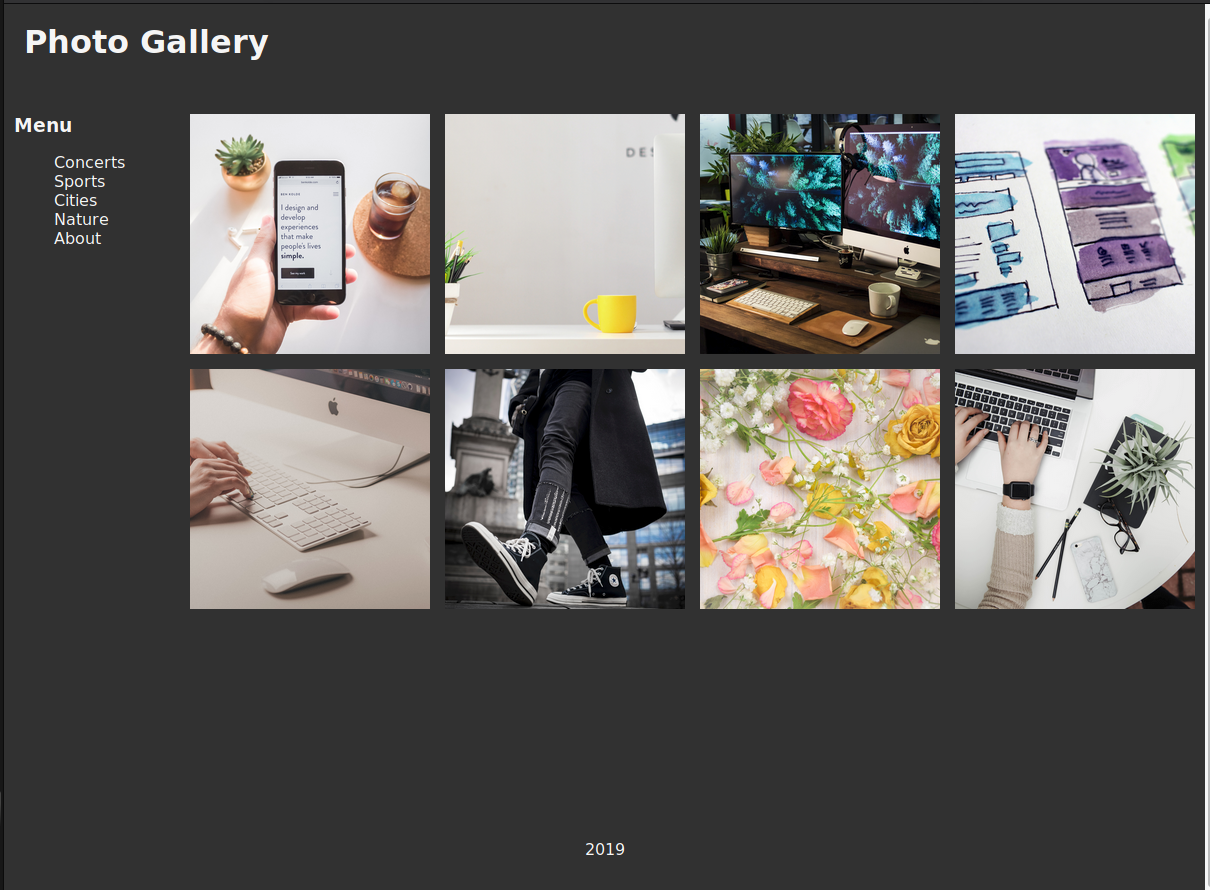 Photo Gallery
Menu
Concerts
Sports
Cities
Nature
About
I design and
develop
experiences
that make
people's lives
simple.
DES
2019